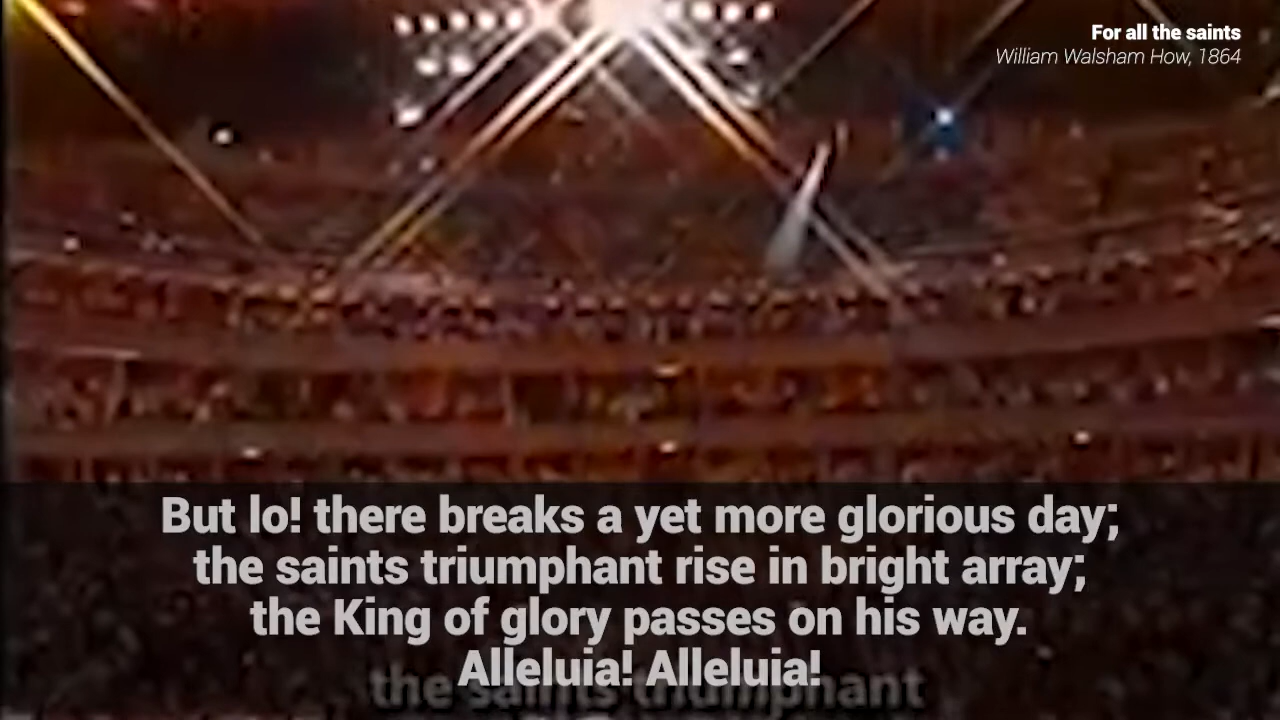 For all the saints
William Walsham How, 1864
But lo! there breaks a yet more glorious day;
the saints triumphant rise in bright array;
the King of glory passes on his way.
Alleluia! Alleluia!
the saints triumphant